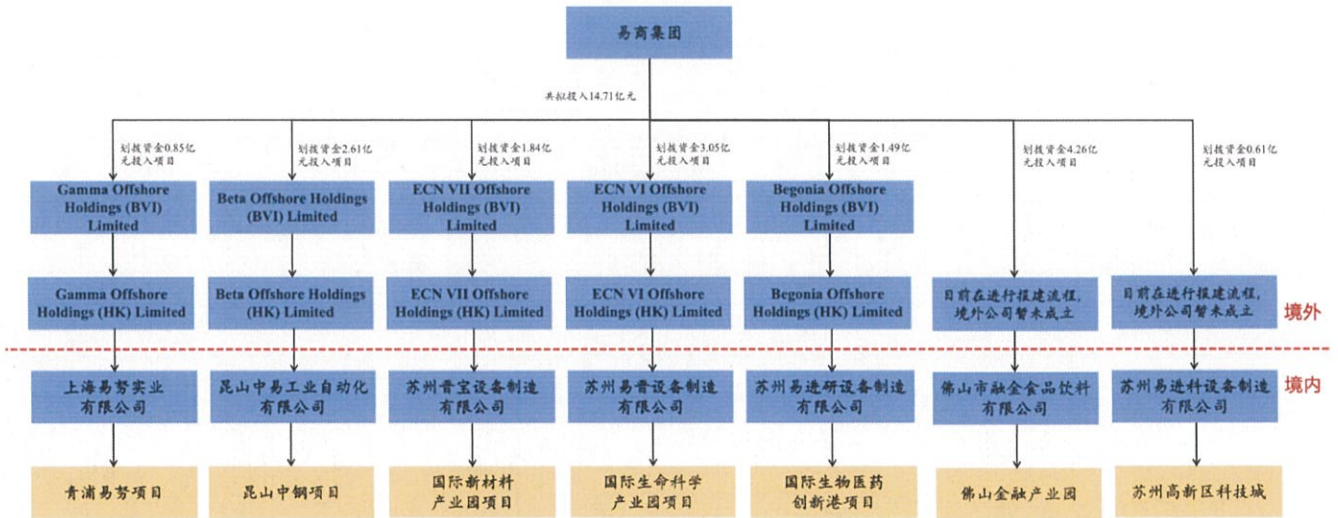 易商集团
共拟投入14.71亿元
划拨资金0.85亿
元投入项目
划拨资金2.61亿
元投入项目
划拨资金1.84亿
元投入项目
划拨资金3.05亿
元投入项目
划拨资金1.49亿
元投入项目
划拨资金4.26亿
元投入项目
划拨资金0.61亿
元投入项目
Gamma Offshore
Holdings (BVI)
Limited
Beta Offshore Holdings
(BVI) Limited
ECN VII Offshore
Holdings (BVI)
Limited
ECN VI Offshore
Holdings (BVI)
Limited
Begonia Offshore
Holdings (BVI)
Limited
Gamma Offshore
Holdings (HK) Limited
Beta Offshore Holdings
(HK) Limited
ECN VII Offshore
Holdings (HK) Limited
ECN VI Offshore
Holdings (HK) Limited
Begonia Offshore
Holdings (HK) Limited
目前在进行报建流程,
境外公司暂未成立
目前在进行报建流程,
境外公司暂未成立
境外
上海易努实业
有限公司
昆山中易工业自动化
有限公司
苏州晋宝设备制造
有限公司
苏州易晋设备制造
有限公司
苏州易进研设备制造
有限公司
佛山市融金食品饮料
有限公司
苏州易进科设备制造
有限公司
境内
青浦易努项目
昆山中钢项目
国际新材料
产业园项目
国际生命科学
产业园项目
国际生物医药
创新港项目
佛山金融产业园
苏州高新区科技城